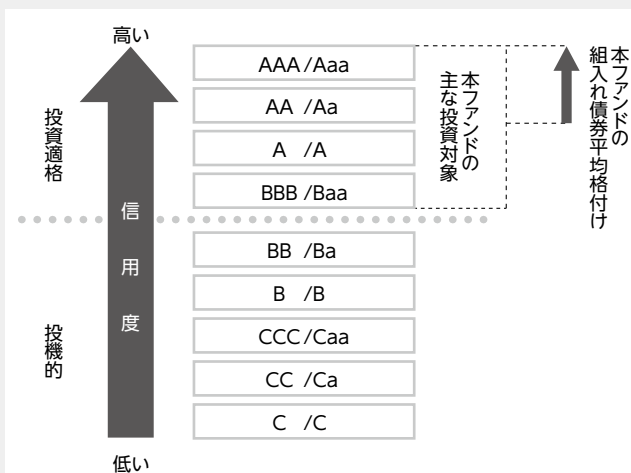 高い
AAA/Aaa
AA /Aa
A /A
BBB/Baa
BB /Ba
B /B
CCC/Caa
CC /Ca
C /C
低い
投資適格
投機的
信用度
本ファンドの
主な投資対象
本ファンドの
組入れ債券平均格付け